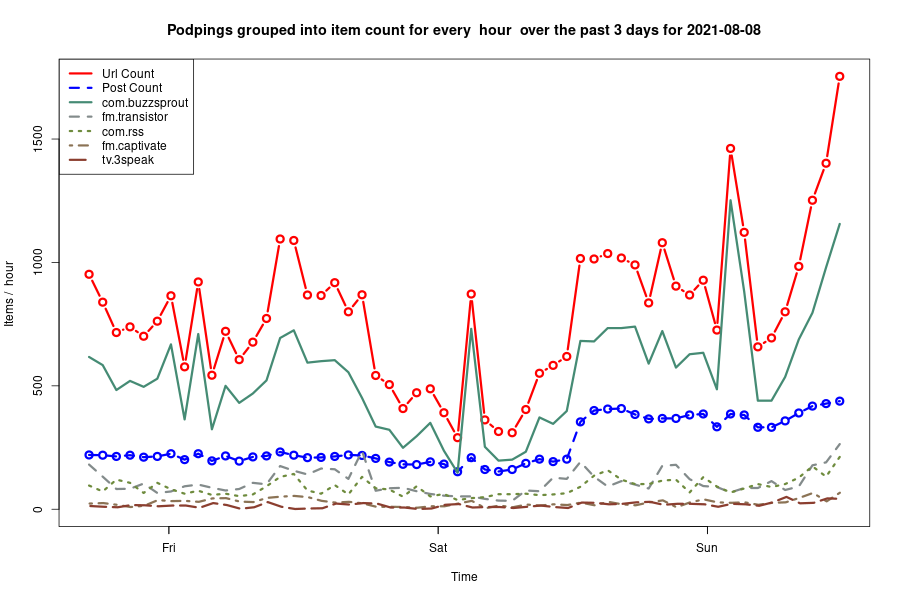 Podpings grouped into item count for every  hour  over the past 3 days for 2021-08-08
Url Count
Post Count
com.buzzsprout
fm.transistor
com.rss
fm.captivate
tv.3speak
Items / hour
1500
1000
500
0
Fri
Sat
Sun
Time